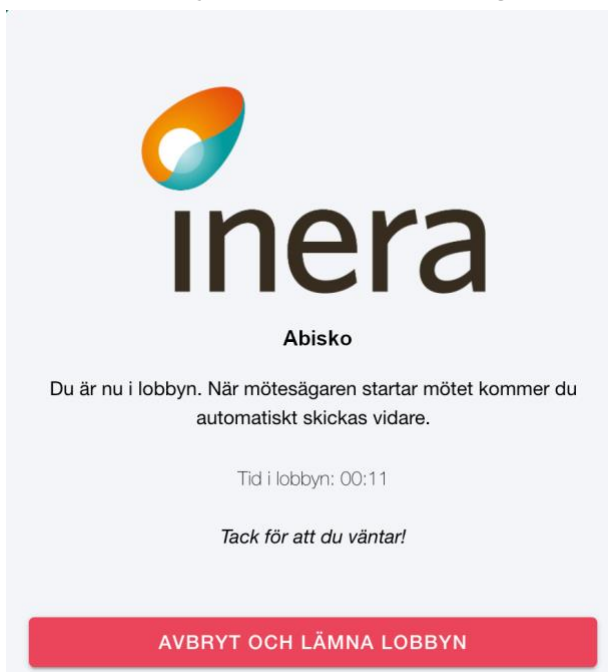 inera
Abisko
Du är nu i lobbyn. När mötesägaren startar mötet kommer du
automatiskt skickas vidare.
Tid i lobbyn: 00:11
Tack för att du väntar!
AVBRYT OCH LÄMNA LOBBYN